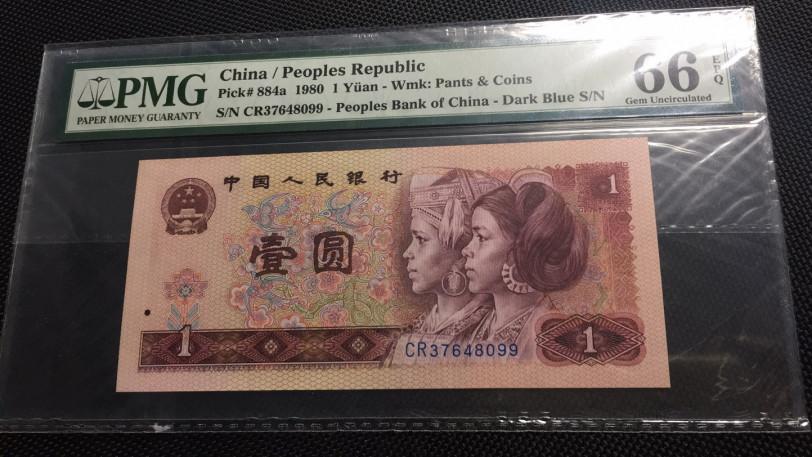 PMG
PAPER MONEY GUARANTY
China / Peoples Republic
Pick# 884a 1980 1 Yüan - Wmk: Pants & Coins
S/N CR37648099 - Peoples Bank of China - Dark Blue S/N
66
EPQ
Gem Uncirculated
中国人民银行
1
壹圆
1
CR37648099
1